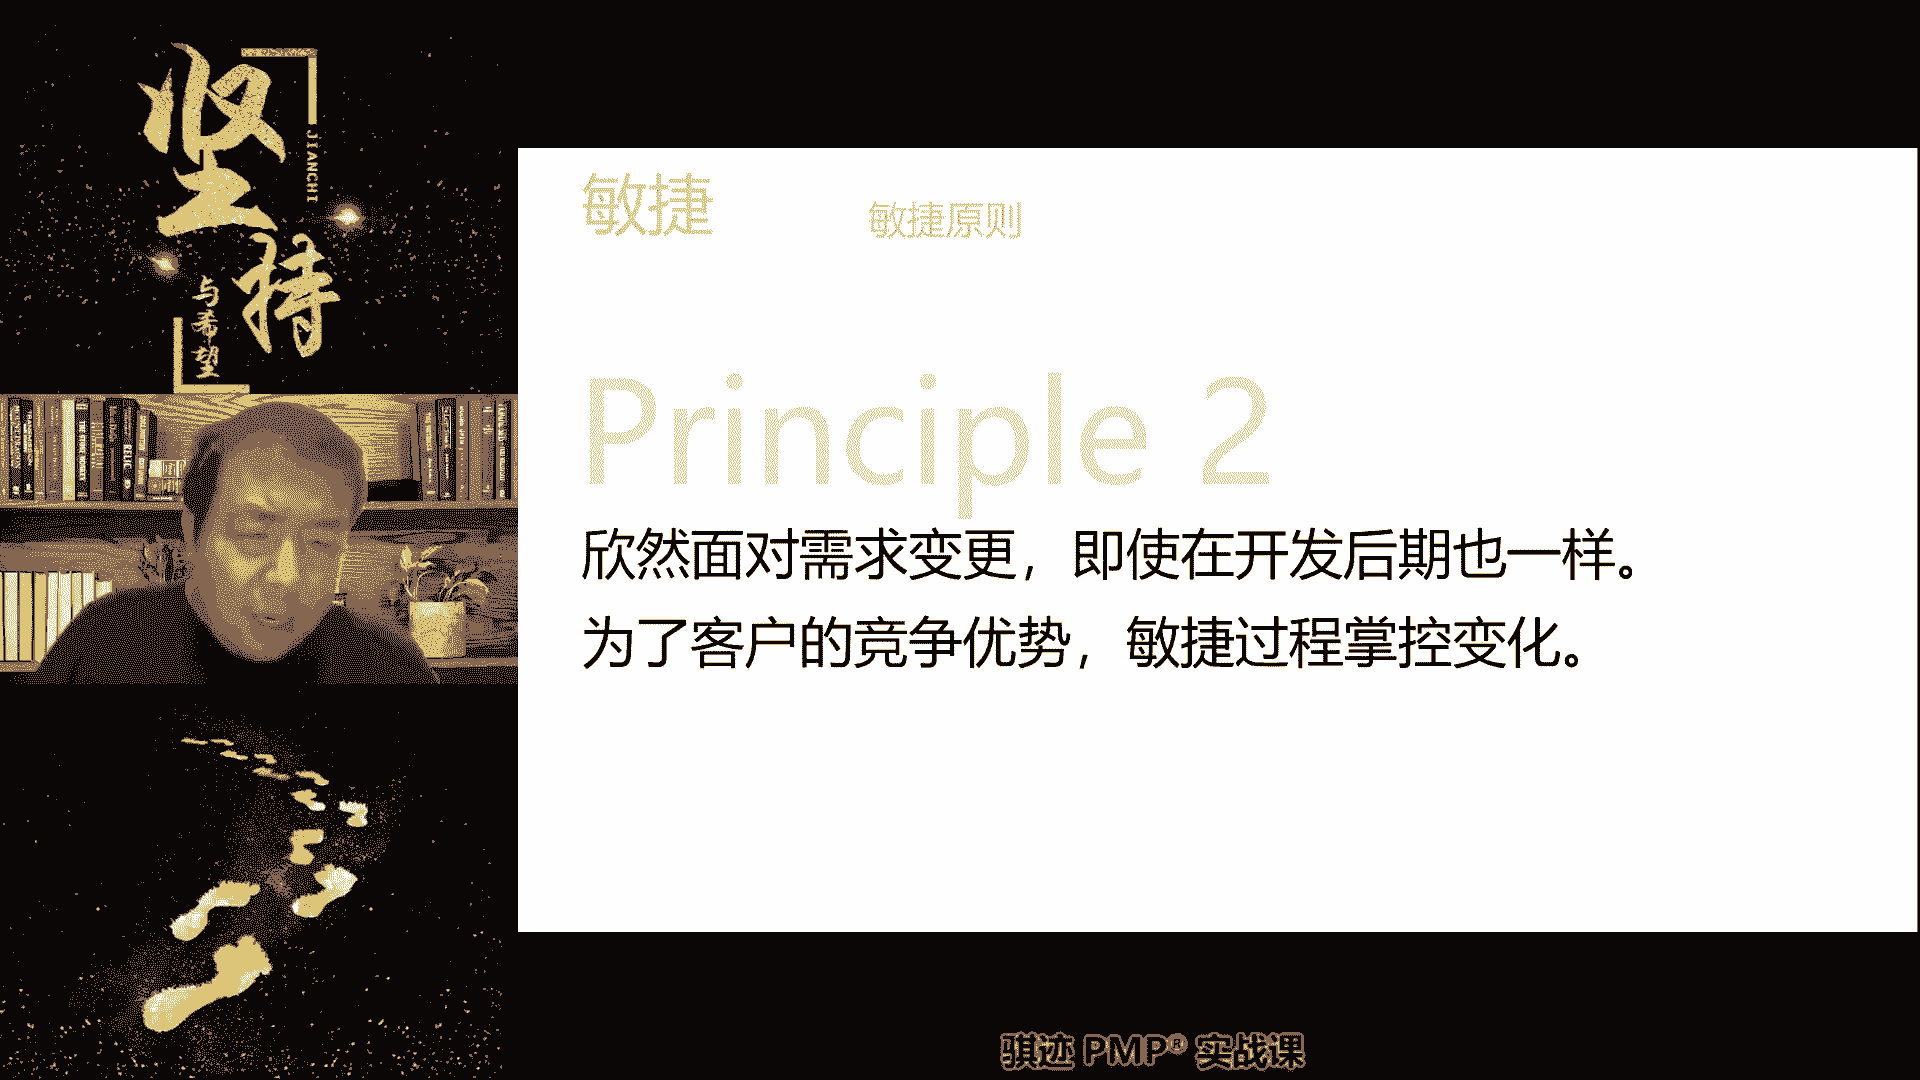 坚持
JIANCHI
与希望
敏捷
敏捷原则
Principle 2
欣然面对需求变更，即使在开发后期也一样。
为了客户的竞争优势，敏捷过程掌控变化。
骐迹 PMP® 实战课